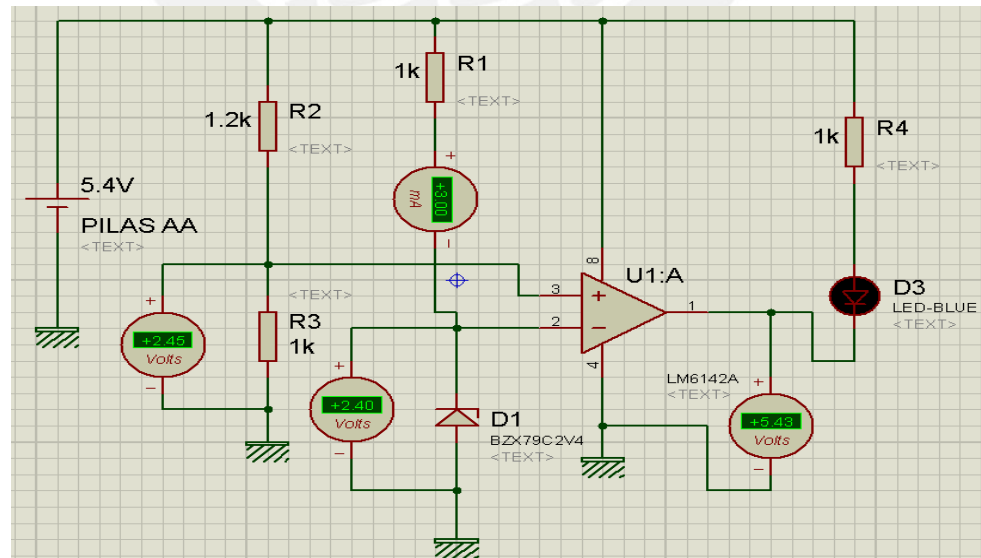 1k
R1
<TEXT>
1.2k
R2
<TEXT>
1k
R4
<TEXT>
+3.00
mA
5.4V
PILAS AA
<TEXT>
+
-
8
U1:A
D3
LED-BLUE
<TEXT>
<TEXT>
R3
1k
+
+2.45
Volts
-
3
+
2
-
1
4
LM6142A
<TEXT>
+
+2.40
Volts
-
D1
BZX79C2V4
<TEXT>
+
+5.43
Volts
-